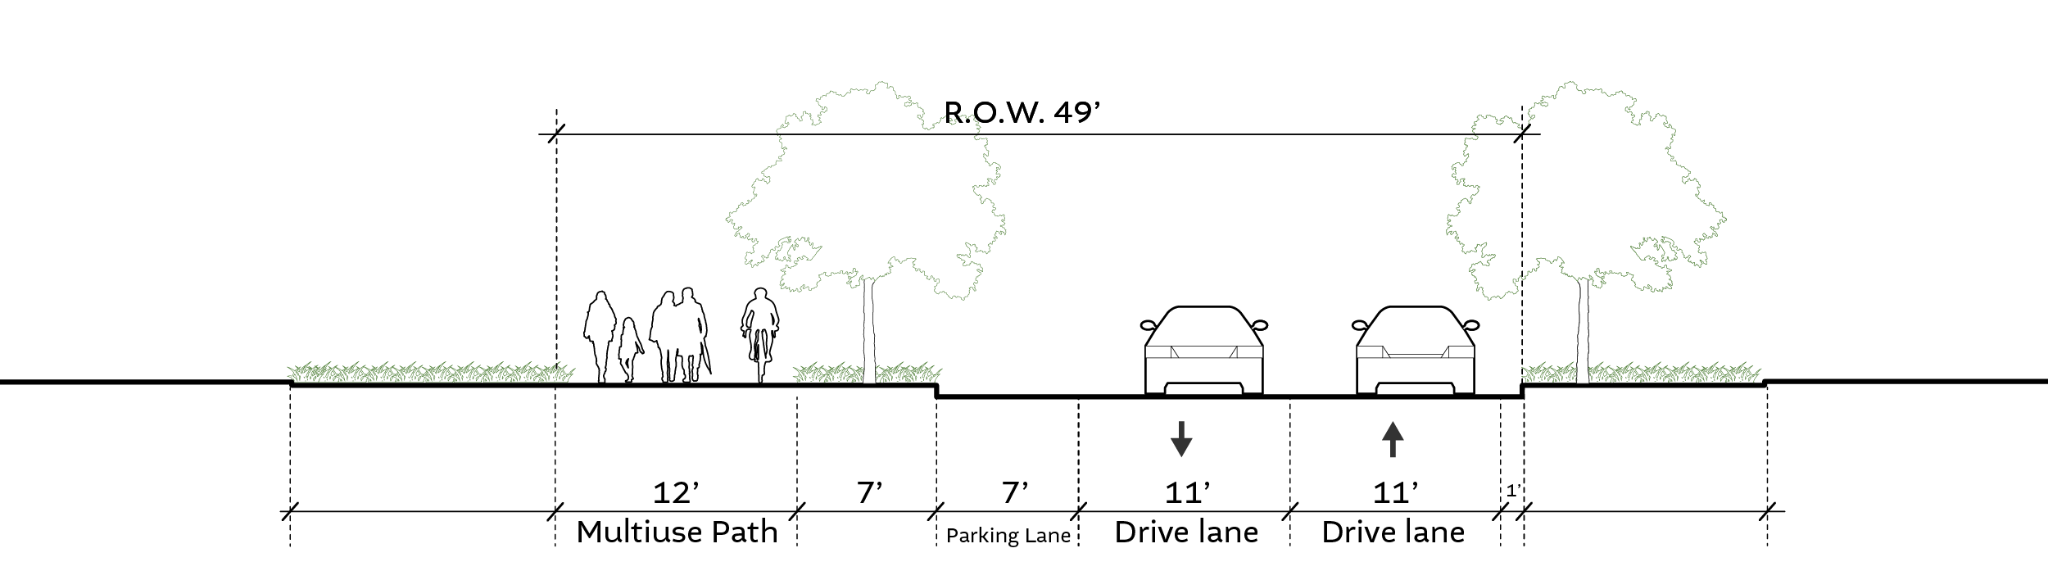 R.O.W. 49’
12’ 7’ 7’ 11’ 11’ 1’
Multiuse Path Parking Lane Drive lane Drive lane